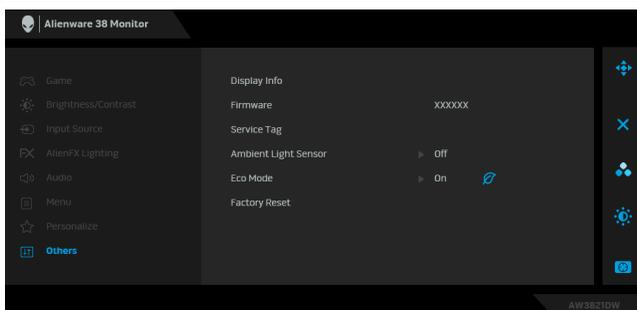 Alienware 38 Monitor
Game
Brightness/Contrast
Input Source
AlienFX Lighting
Audio
Menu
Personalize
Others
Display Info
Firmware XXXXXX
Service Tag
Ambient Light Sensor Off
Eco Mode On
Factory Reset
AW3821DW